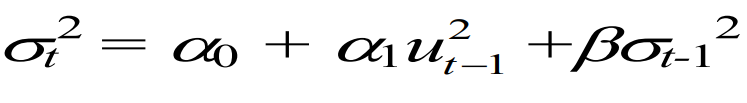 σₜ² = α₀ + α₁u²ₜ₋₁ + βσₜ₋₁²